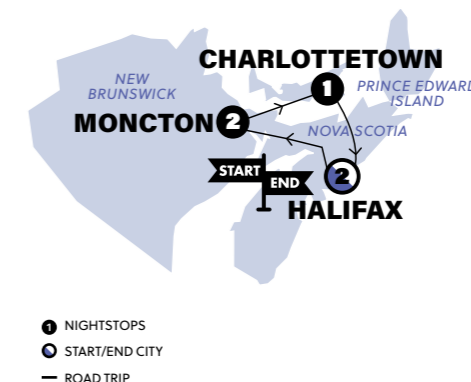 CHARLOTTETOWN
NEW
BRUNSWICK
1
PRINCE EDWARD
ISLAND
MONCTON 2
NOVA SCOTIA
START
END
2
HALIFAX
1 NIGHTSTOPS
START/END CITY
ROAD TRIP